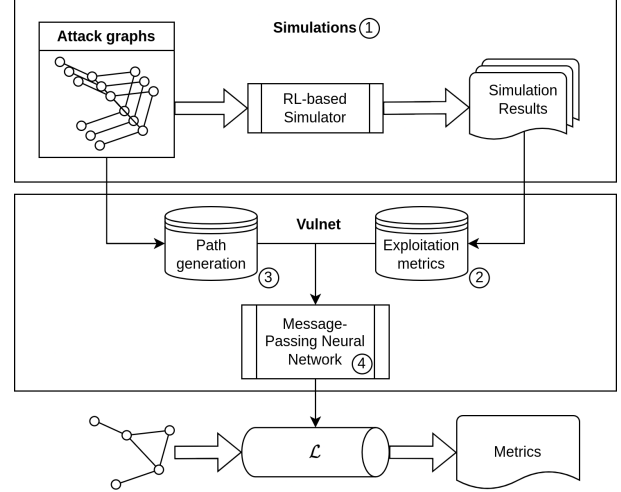 Simulations 1
Attack graphs
RL-based
Simulator
Simulation
Results
Vulnet
Path
generation
3
Exploitation
metrics
2
Message-
Passing Neural
Network 4
ℒ
Metrics